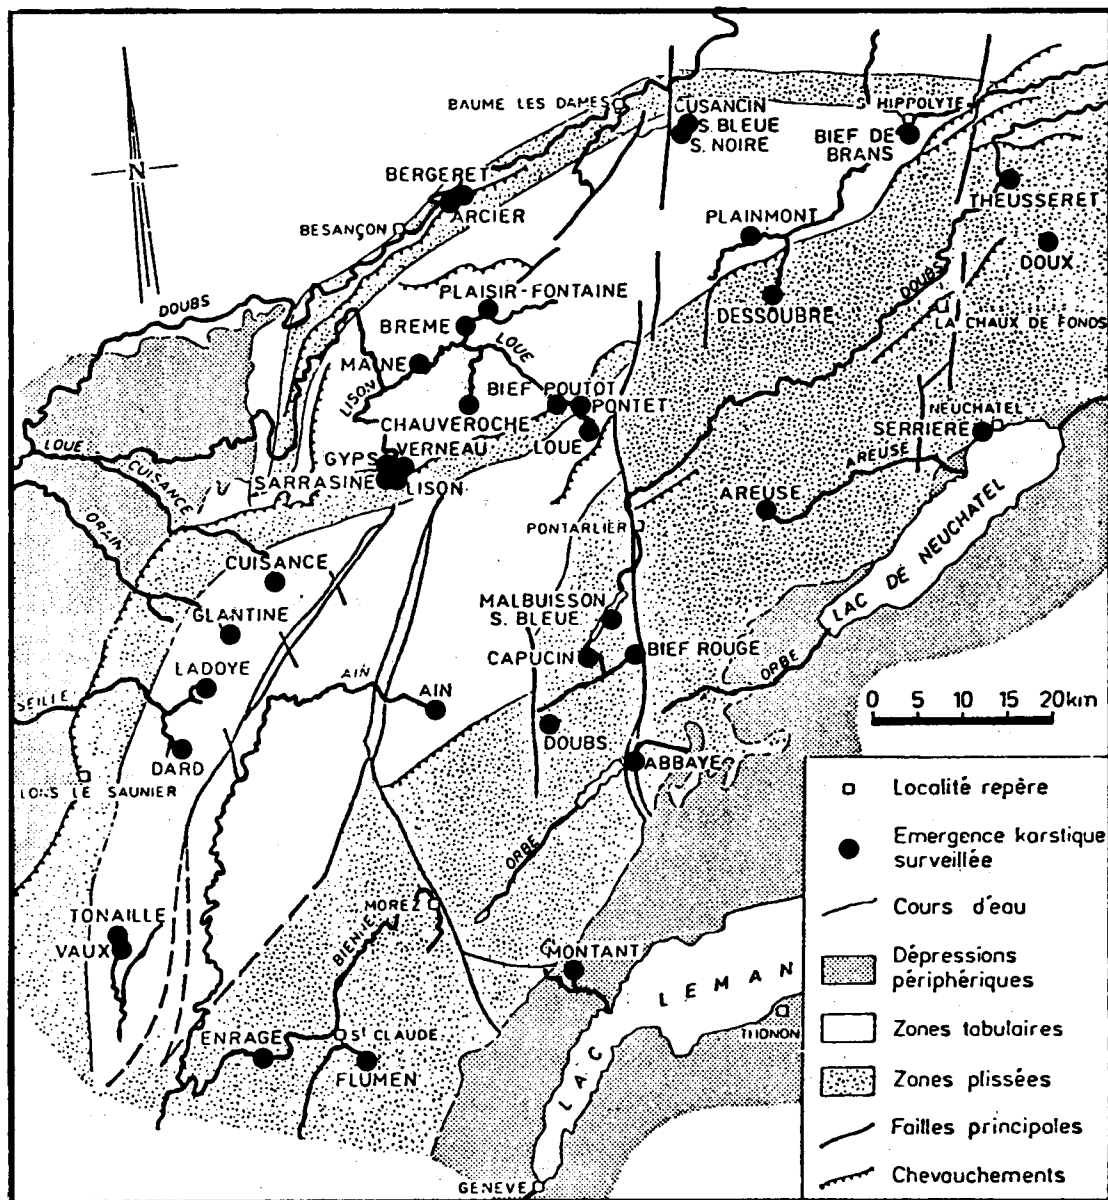 BAUME LES DAMES
CUSANCIN
S. BLEUE
S. NOIRE
S HIPPOLYTE
BIEF DE
BRANS
BERGERET
ARCIER
N
BESANÇON
THEUSSERET
PLAINMONT
DOUX
DOUBS
DOUBS
PLAISIR-FONTAINE
DESSOUBRE
LA CHAUX DE FONDS
BREME
LOUE
MAINE
LISON
BIEF POUTOT
PONTET
CHAUVEROCHE
VERNEAU
LOUE
NEUCHATEL
SERRIERE
GYPS
SARRASINE
LISON
AREUSE
LOUE
CUISANCE
AREUSE
ORAIN
PONTARLIER
CUISANCE
LAC DE NEUCHATEL
GLANTINE
MALBUISSON
S. BLEUE
LADOYE
CAPUCIN
BIEF ROUGE
SEILLE
AIN
AIN
ORBE
0 5 10 15 20km
DARD
DOUBS
ABBAYE
LONS LE SAUNIER
ORBE
MOREZ
TONAILLE
VAUX
BIENNE
MONTANT
LAC LEMAN
THONON
ENRAGE
St CLAUDE
FLUMEN
GENEVE
Localité repère
Emergence karstique
surveillée
Cours d'eau
Dépressions
périphériques
Zones tabulaires
Zones plissées
Failles principales
Chevauchements